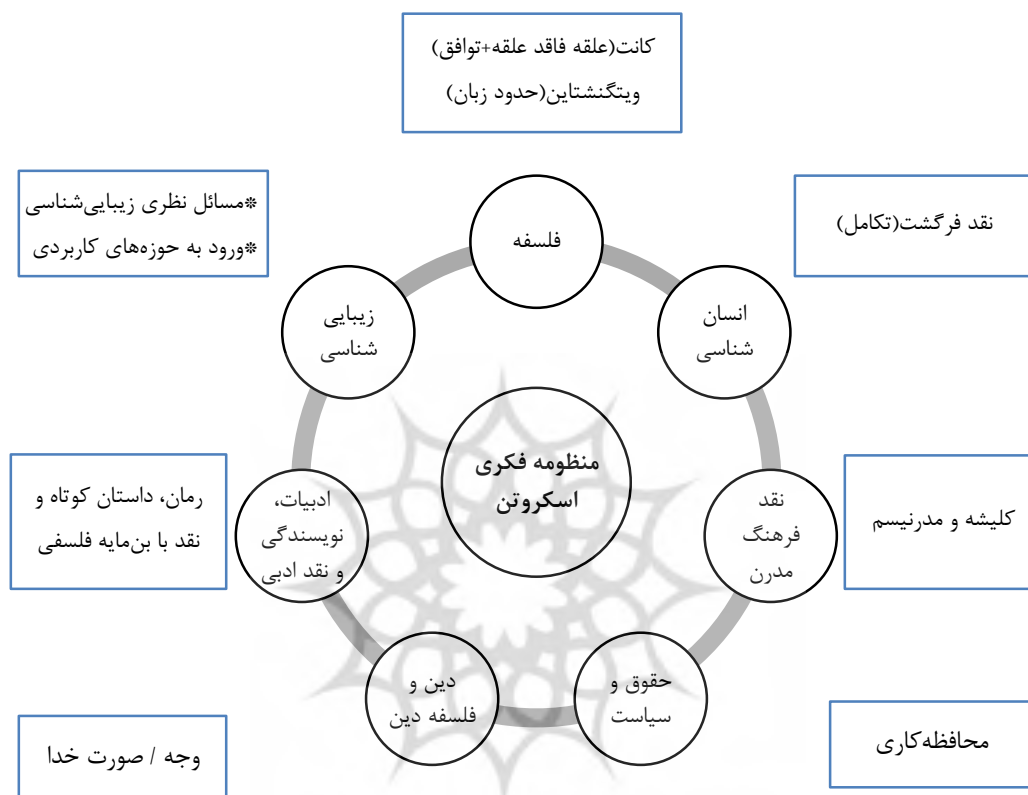 کانت(علقه فاقد علقه+توافق)
ویتگنشتاین(حدود زبان)
فلسفه
نقد فرگشت(تکامل)
انسان
شناسی
کلیشه و مدرنیسم
نقد
فرهنگ
مدرن
محافظه‌کاری
حقوق و
سیاست
وجه / صورت خدا
دین و
فلسفه دین
رمان، داستان کوتاه و
نقد با بن‌مایه فلسفی
ادبیات،
نویسندگی
و نقد ادبی
*مسائل نظری زیبایی‌شناسی
*ورود به حوزه‌های کاربردی
زیبایی
شناسی
منظومه فکری
اسکروتن